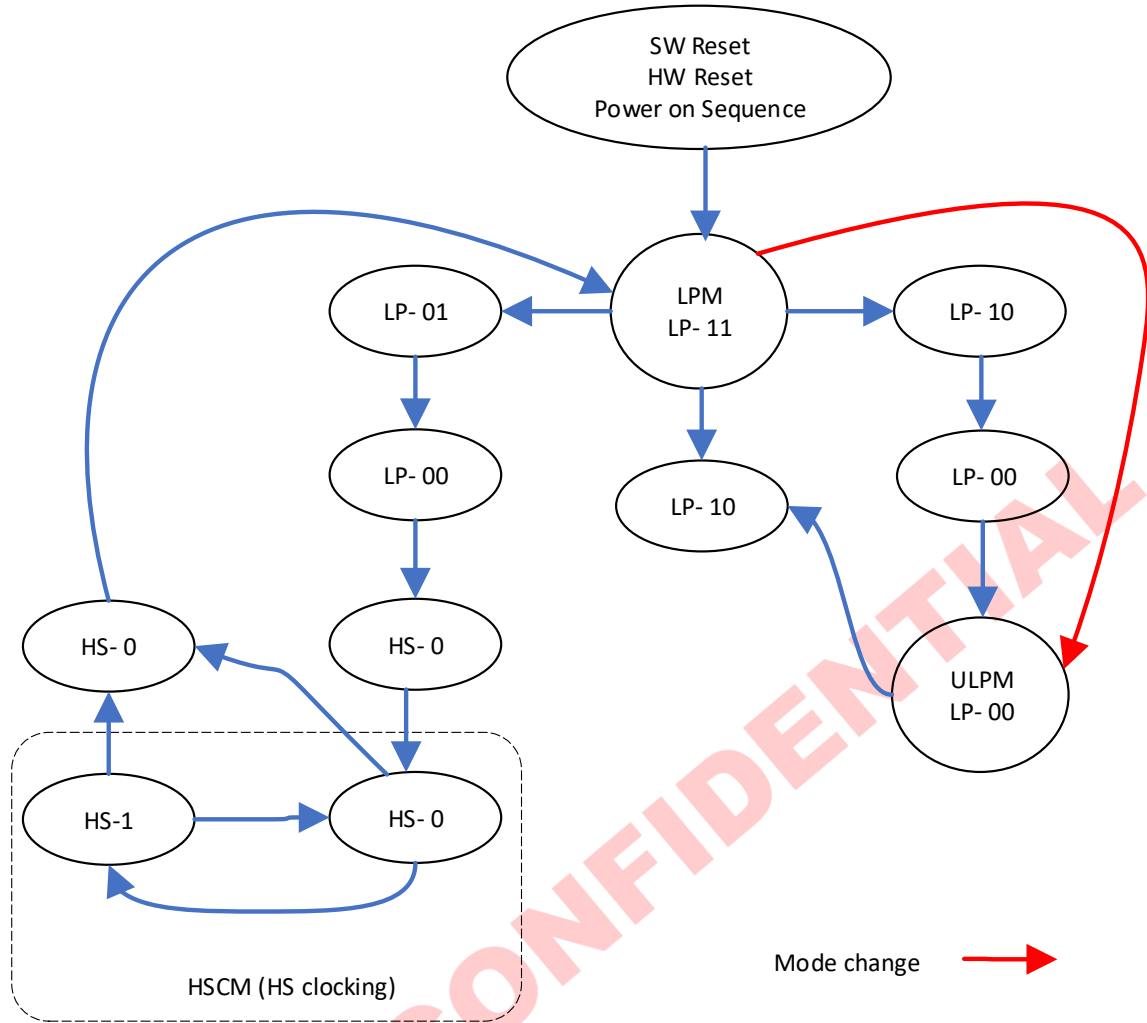 SW Reset
HW Reset
Power on Sequence
LPM
LP- 11
LP- 01
LP- 10
LP- 00
LP- 10
LP- 00
HS- 0
HS- 0
ULPM
LP- 00
HS-1
HS- 0
HSCM (HS clocking)
Mode change
CONFIDENTIAL